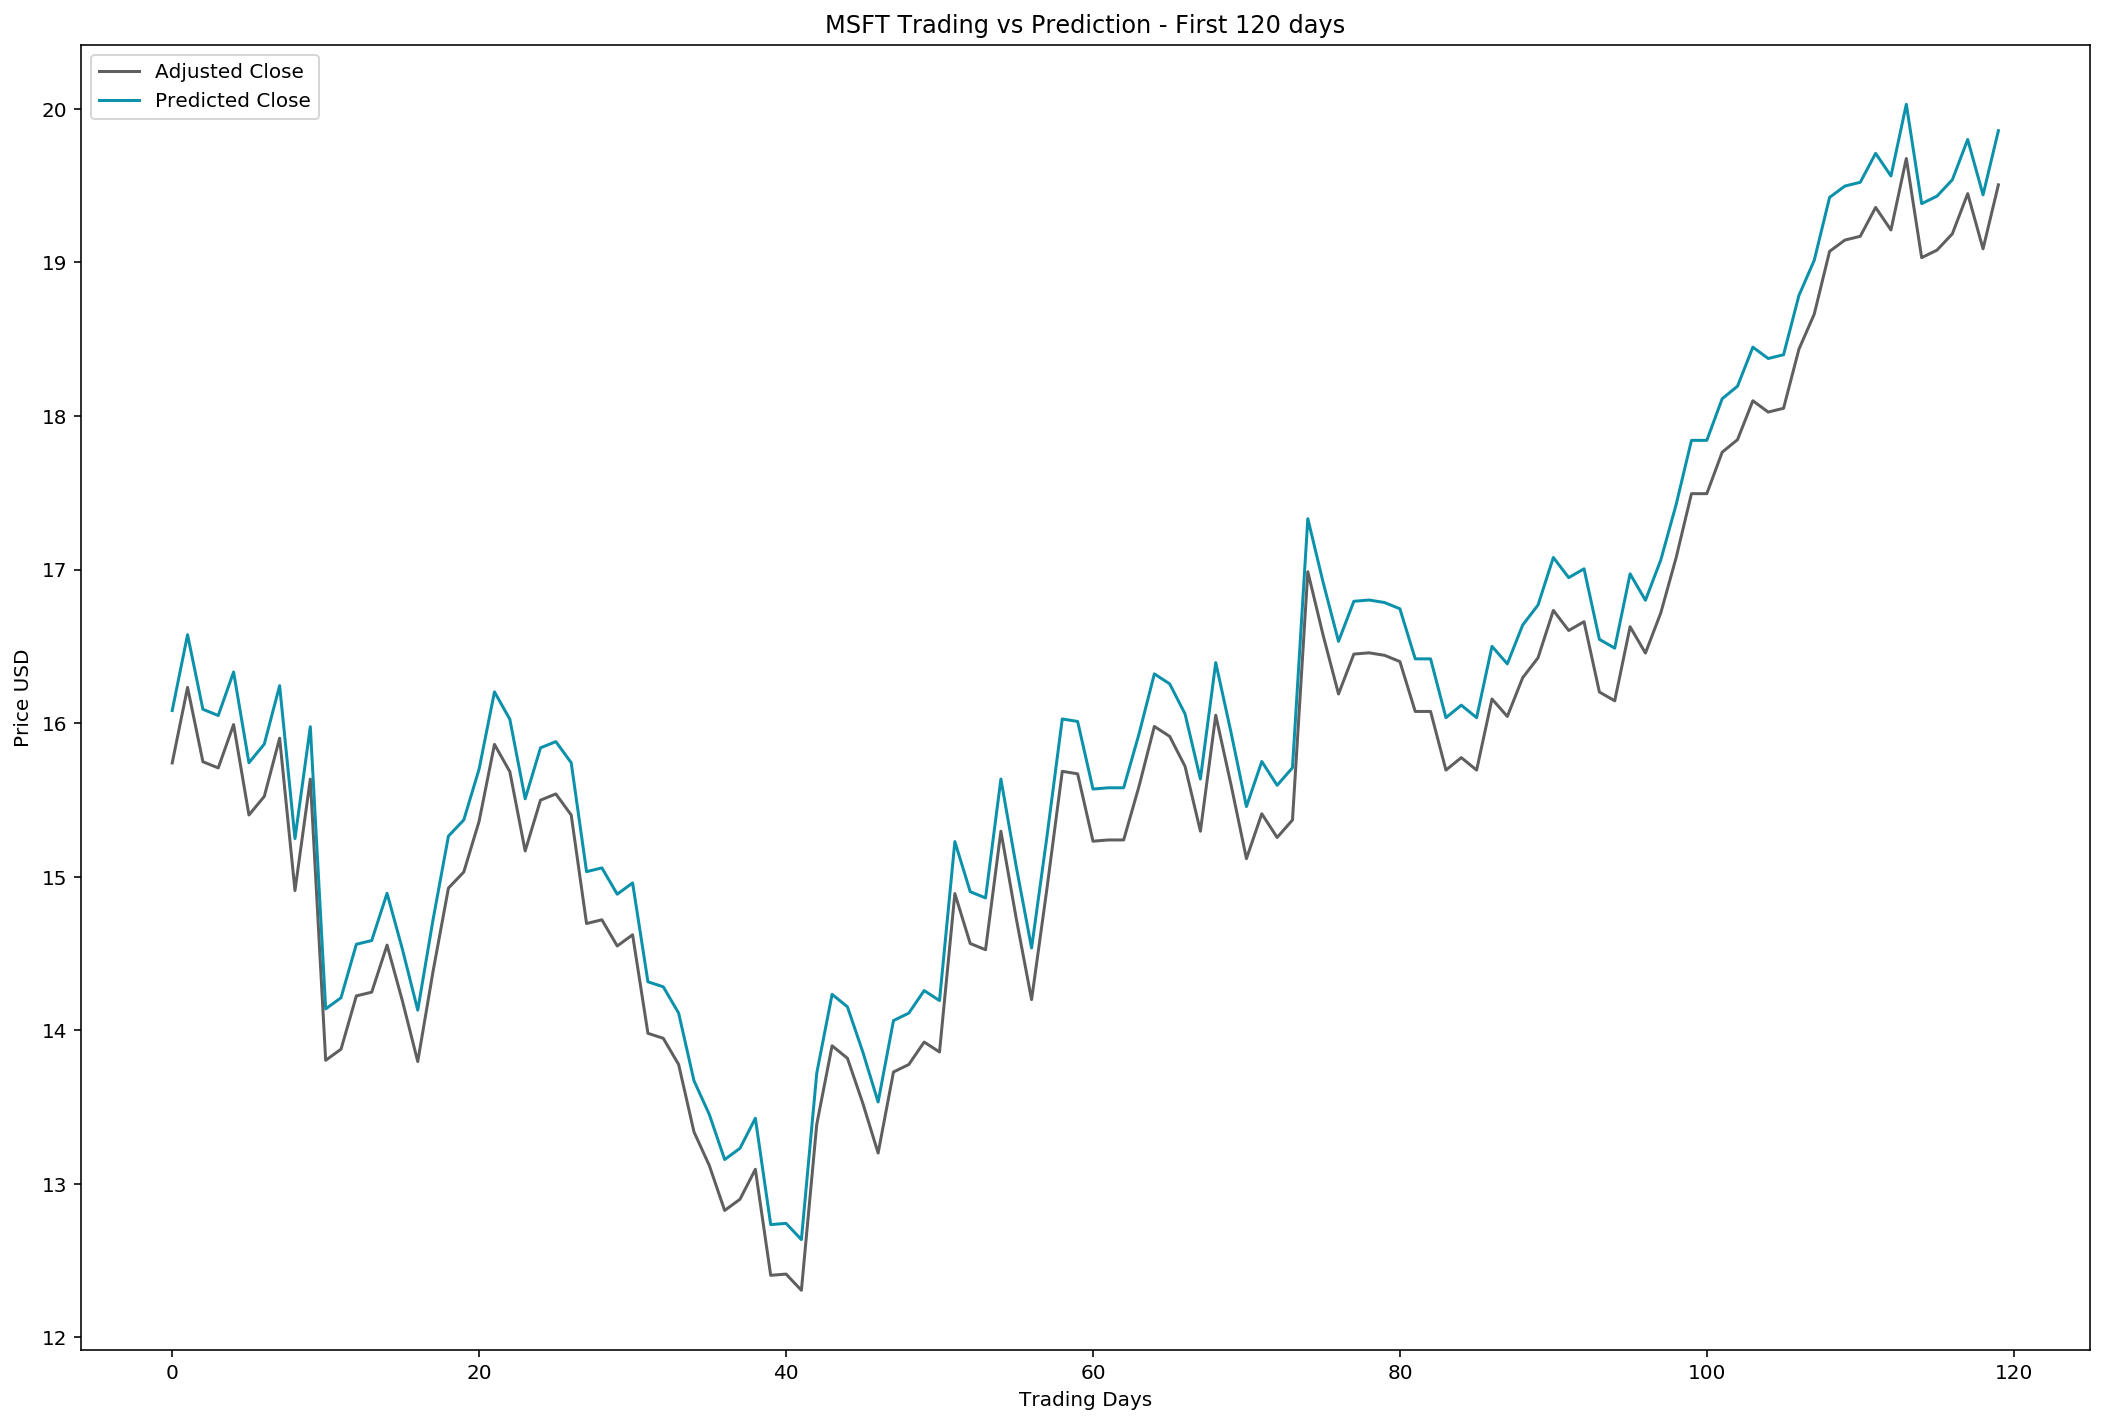 MSFT Trading vs Prediction - First 120 days
Adjusted Close
Predicted Close
20
19
18
17
16
15
14
13
12
Price USD
0 20 40 60 80 100 120
Trading Days